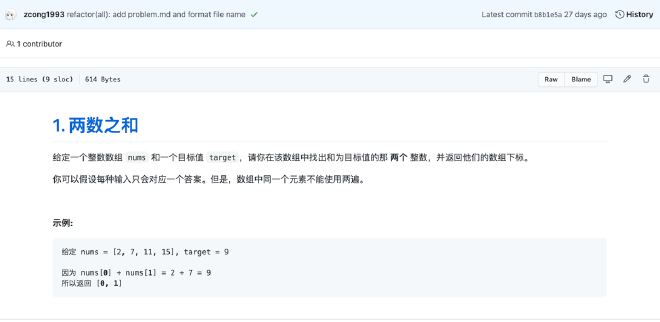 zcong1993 refactor(all): add problem.md and format file name
Latest commit b8b1e5a 27 days ago
History
1 contributor
15 lines (9 sloc) 614 Bytes
Raw
Blame
1. 两数之和
给定一个整数数组 nums 和一个目标值 target，请你在该数组中找出和为目标值的那 两个 整数，并返回他们的数组下标。
你可以假设每种输入只会对应一个答案。但是，数组中同一个元素不能使用两遍。
示例:
给定 nums = [2, 7, 11, 15], target = 9
因为 nums[0] + nums[1] = 2 + 7 = 9
所以返回 [0, 1]